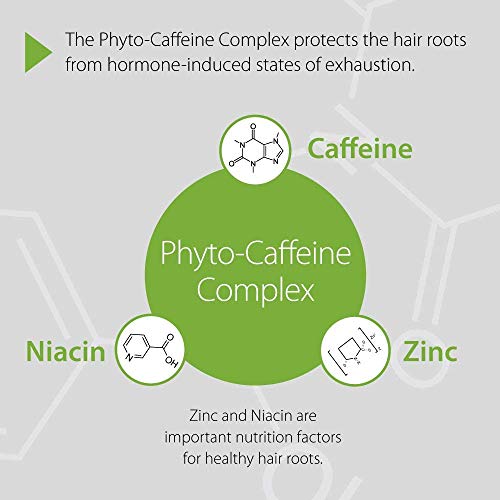 The Phyto-Caffeine Complex protects the hair roots
from hormone-induced states of exhaustion.
Caffeine
Phyto-Caffeine
Complex
Niacin
Zinc
Zinc and Niacin are
important nutrition factors
for healthy hair roots.